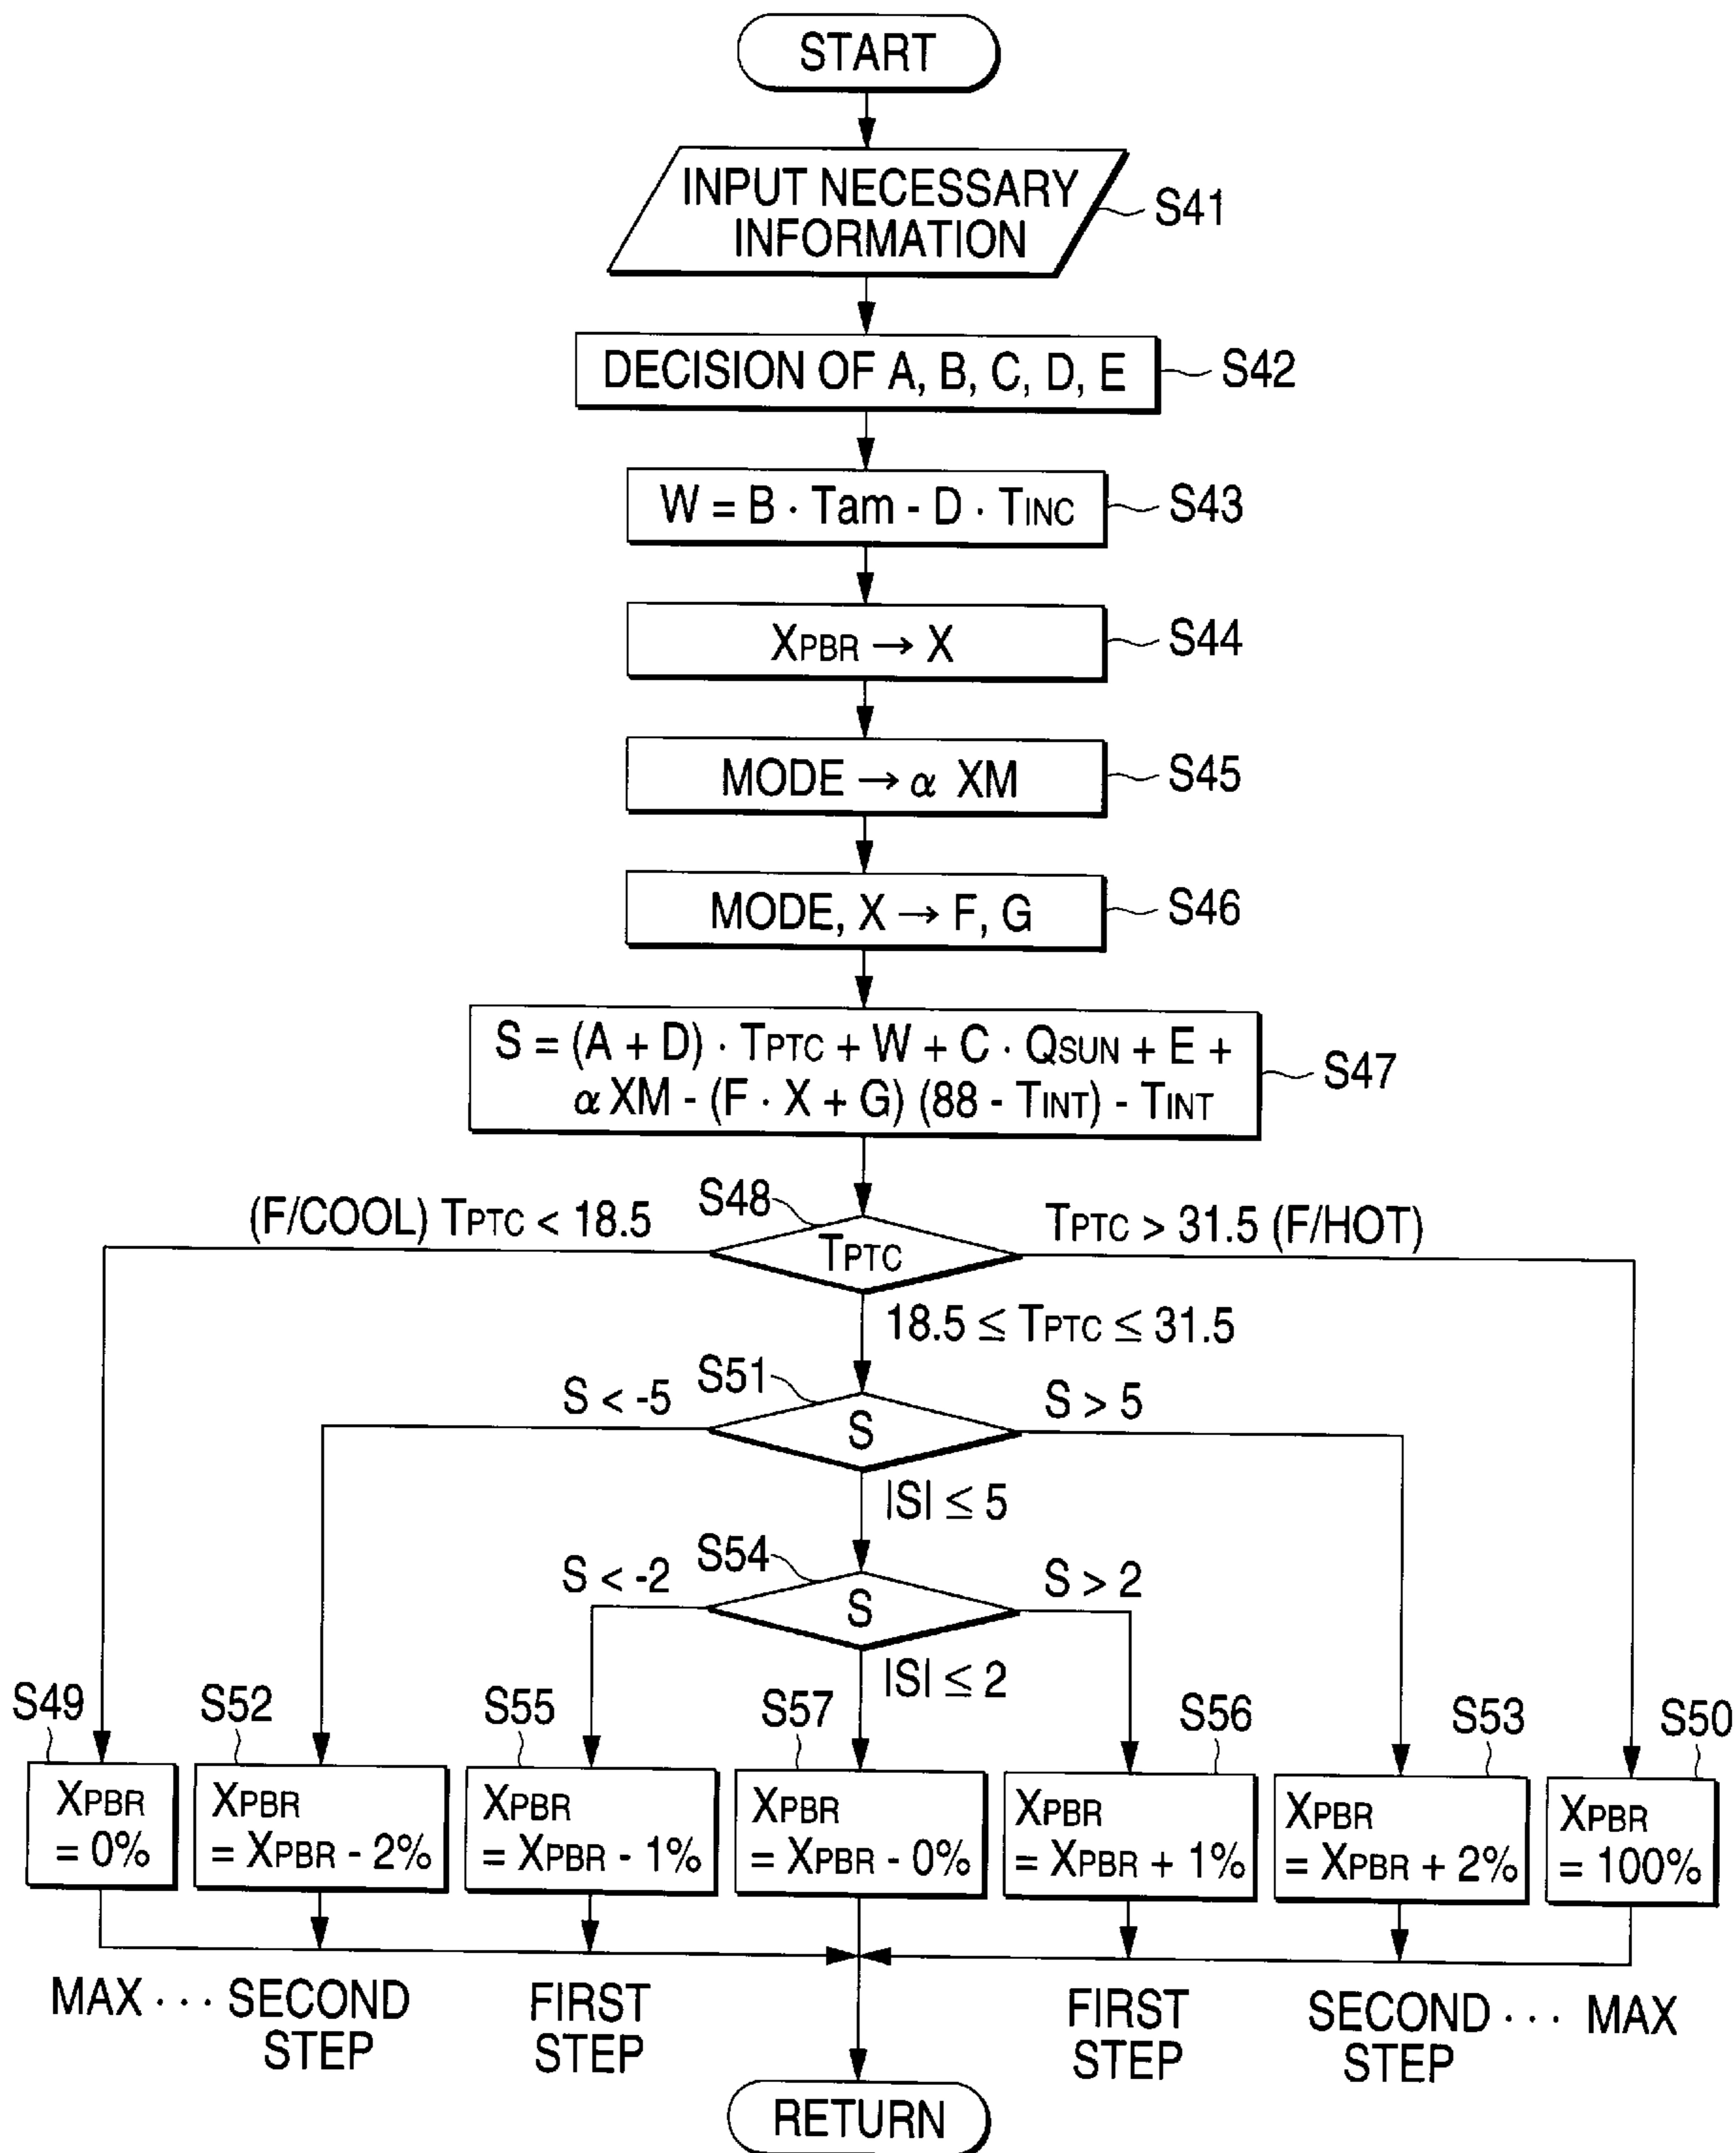 START
INPUT NECESSARY
INFORMATION
S41
DECISION OF A, B, C, D, E
S42
W = B · Tam - D · TINC
S43
XPBR → X
S44
MODE → α XM
S45
MODE, X → F, G
S46
S = (A + D) · TPTC + W + C · QSUN + E +
α XM - (F · X + G) (88 - TINT) - TINT
S47
S48
(F/COOL) TPTC < 18.5
TPTC
TPTC > 31.5 (F/HOT)
18.5 ≤ TPTC ≤ 31.5
S51
S < -5
S
S > 5
|S| ≤ 5
S54
S < -2
S
S > 2
|S| ≤ 2
S49
XPBR
= 0%
S52
XPBR
= XPBR - 2%
S55
XPBR
= XPBR - 1%
S57
XPBR
= XPBR - 0%
S56
XPBR
= XPBR + 1%
S53
XPBR
= XPBR + 2%
S50
XPBR
= 100%
MAX · · · SECOND
STEP
FIRST
STEP
FIRST
STEP
SECOND · · · MAX
STEP
RETURN